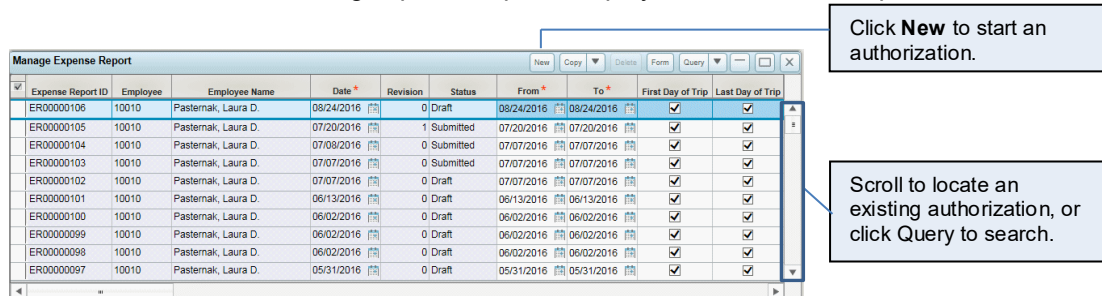 Click New to start an
authorization.
Manage Expense Report
New Copy Delete Form Query
Expense Report ID Employee Employee Name Date * Revision Status From * To * First Day of Trip Last Day of Trip
ER00000106 10010 Pasternak, Laura D. 08/24/2016 0 Draft 08/24/2016 08/24/2016
ER00000105 10010 Pasternak, Laura D. 07/20/2016 1 Submitted 07/20/2016 07/20/2016
ER00000104 10010 Pasternak, Laura D. 07/08/2016 0 Submitted 07/07/2016 07/07/2016
ER00000103 10010 Pasternak, Laura D. 07/07/2016 0 Submitted 07/07/2016 07/07/2016
ER00000102 10010 Pasternak, Laura D. 07/07/2016 0 Draft 07/07/2016 07/07/2016
ER00000101 10010 Pasternak, Laura D. 06/13/2016 0 Draft 06/13/2016 06/13/2016
ER00000100 10010 Pasternak, Laura D. 06/02/2016 0 Draft 06/02/2016 06/02/2016
ER00000099 10010 Pasternak, Laura D. 06/02/2016 0 Draft 06/02/2016 06/02/2016
ER00000098 10010 Pasternak, Laura D. 06/02/2016 0 Draft 06/02/2016 06/02/2016
ER00000097 10010 Pasternak, Laura D. 05/31/2016 0 Draft 05/31/2016 05/31/2016
Scroll to locate an
existing authorization, or
click Query to search.